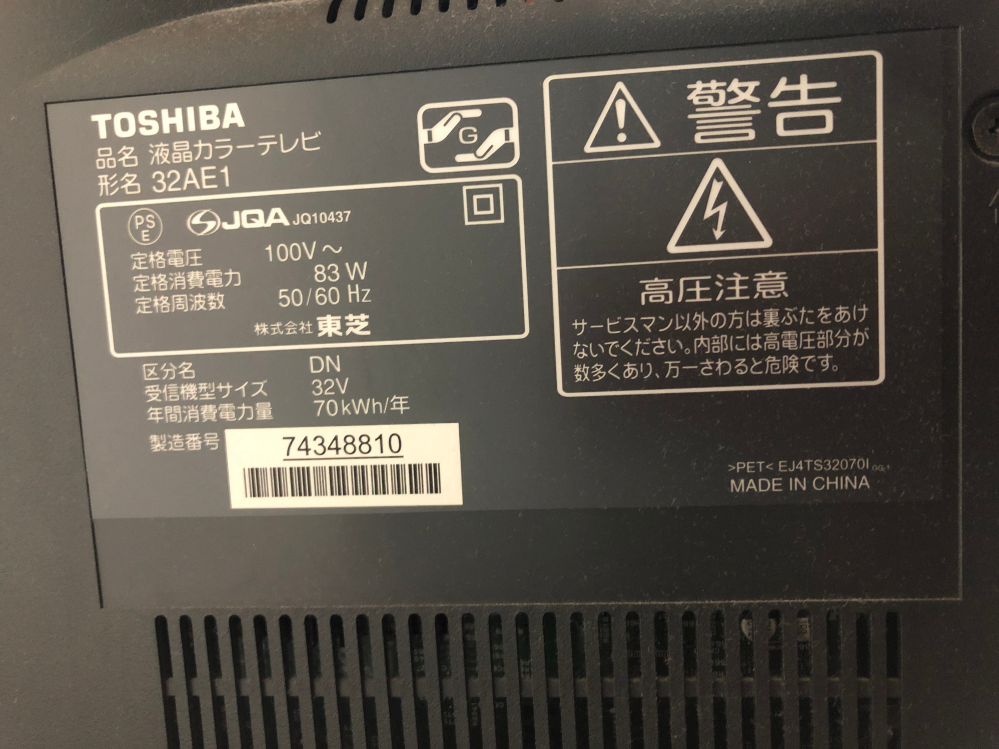 TOSHIBA
品名 液晶カラーテレビ
形名 32AE1
G
PS
E
JQA JQ10437
定格電圧 100V～
定格消費電力 83W
定格周波数 50/60 Hz
株式会社 東芝
区分名 DN
受信機型サイズ 32V
年間消費電力量 70kWh/年
製造番号 74348810
警告
高圧注意
サービスマン以外の方は裏ぶたをあけ
ないでください。内部には高電圧部分が
数多くあり、万一さわると危険です。
>PET< EJ4TS32070I
MADE IN CHINA